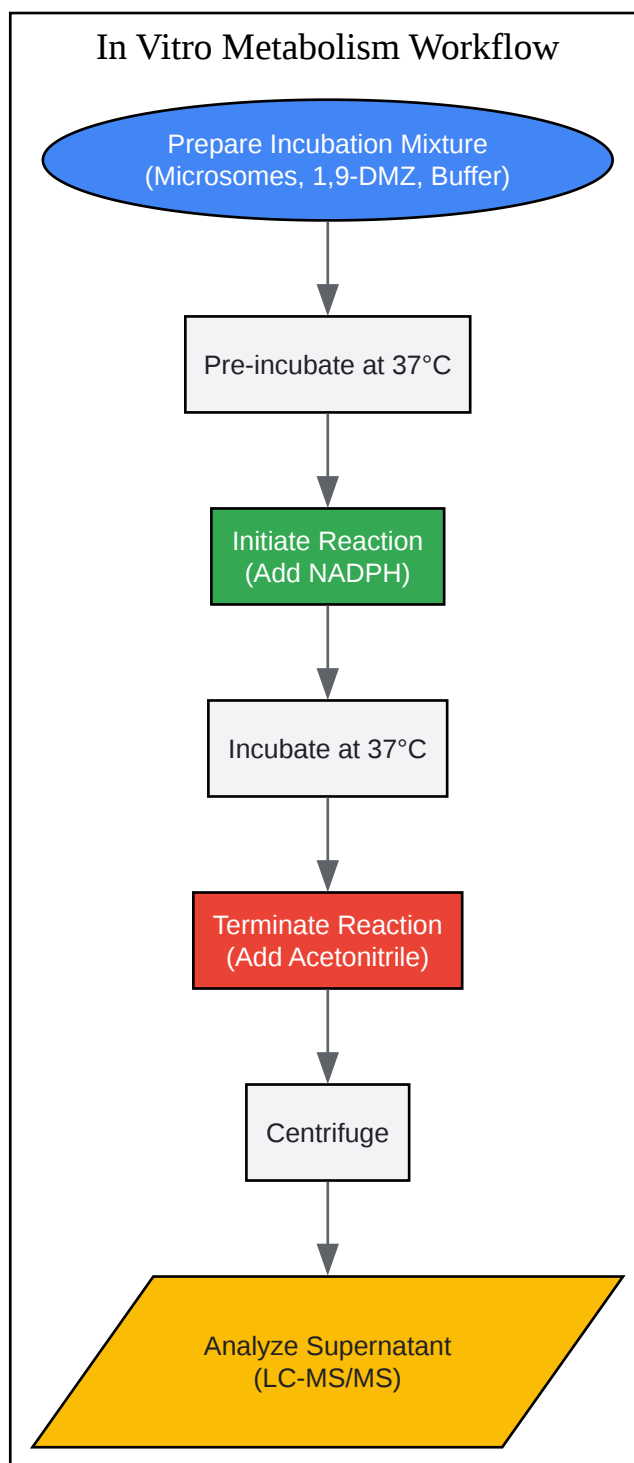 In Vitro Metabolism Workflow
Prepare Incubation Mixture
(Microsomes, 1,9-DMZ, Buffer)
Pre-incubate at 37°C
Initiate Reaction
(Add NADPH)
Incubate at 37°C
Terminate Reaction
(Add Acetonitrile)
Centrifuge
Analyze Supernatant
(LC-MS/MS)